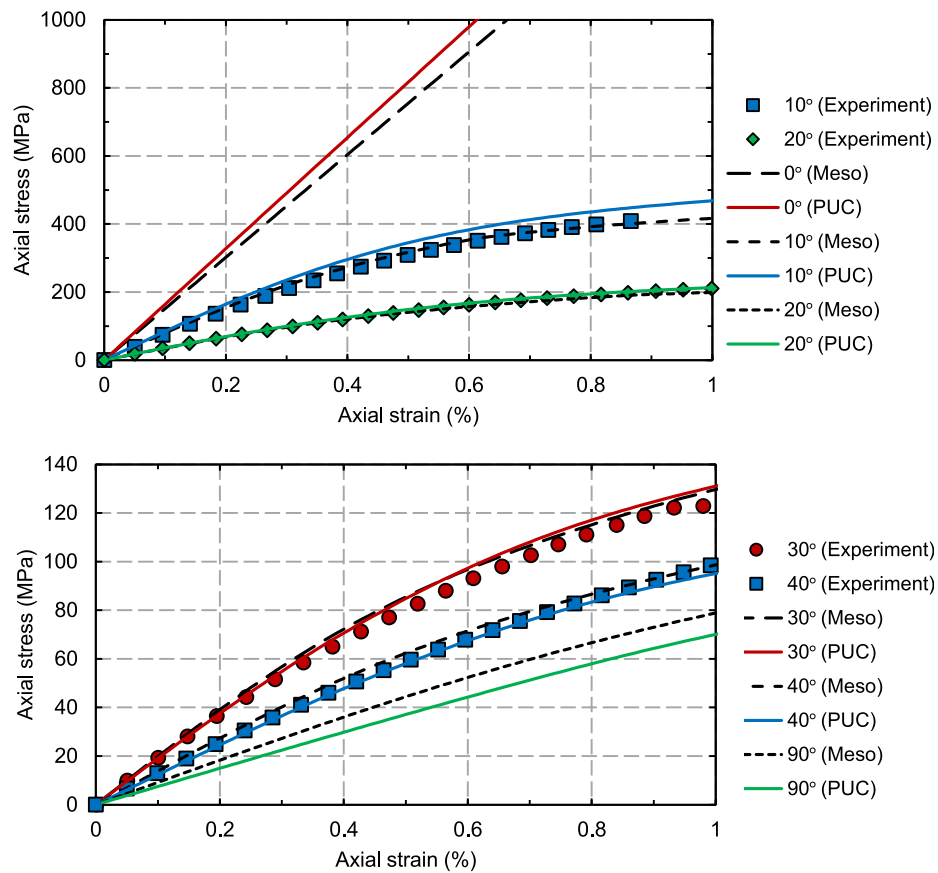 1000
800
600
400
200
0
Axial stress (MPa)
0
0.2
0.4
0.6
0.8
1
Axial strain (%)
10° (Experiment)
20° (Experiment)
0° (Meso)
0° (PUC)
10° (Meso)
10° (PUC)
20° (Meso)
20° (PUC)
140
120
100
80
60
40
20
0
Axial stress (MPa)
0
0.2
0.4
0.6
0.8
1
Axial strain (%)
30° (Experiment)
40° (Experiment)
30° (Meso)
30° (PUC)
40° (Meso)
40° (PUC)
90° (Meso)
90° (PUC)